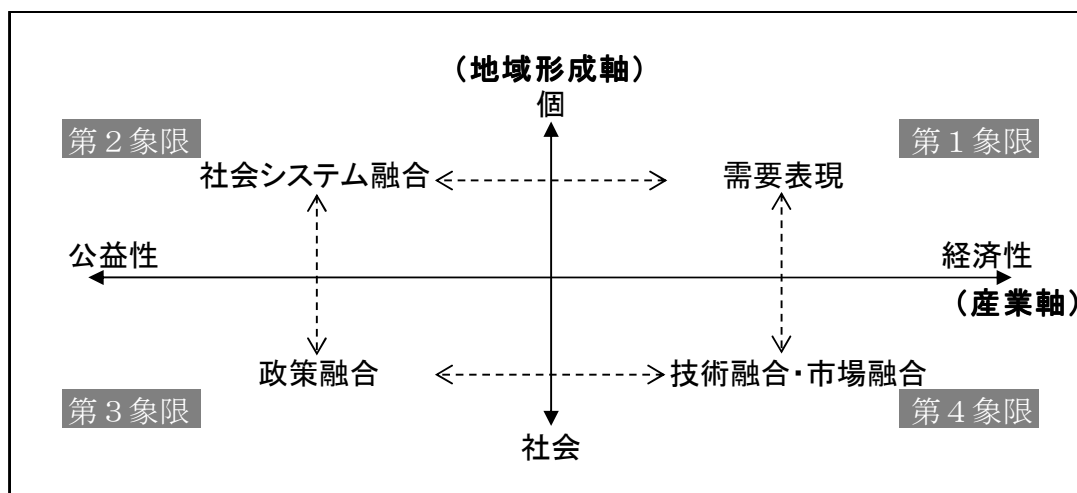 （地域形成軸）
個
第２象限
第１象限
社会システム融合
需要表現
公益性
経済性
（産業軸）
政策融合
技術融合・市場融合
第３象限
第４象限
社会